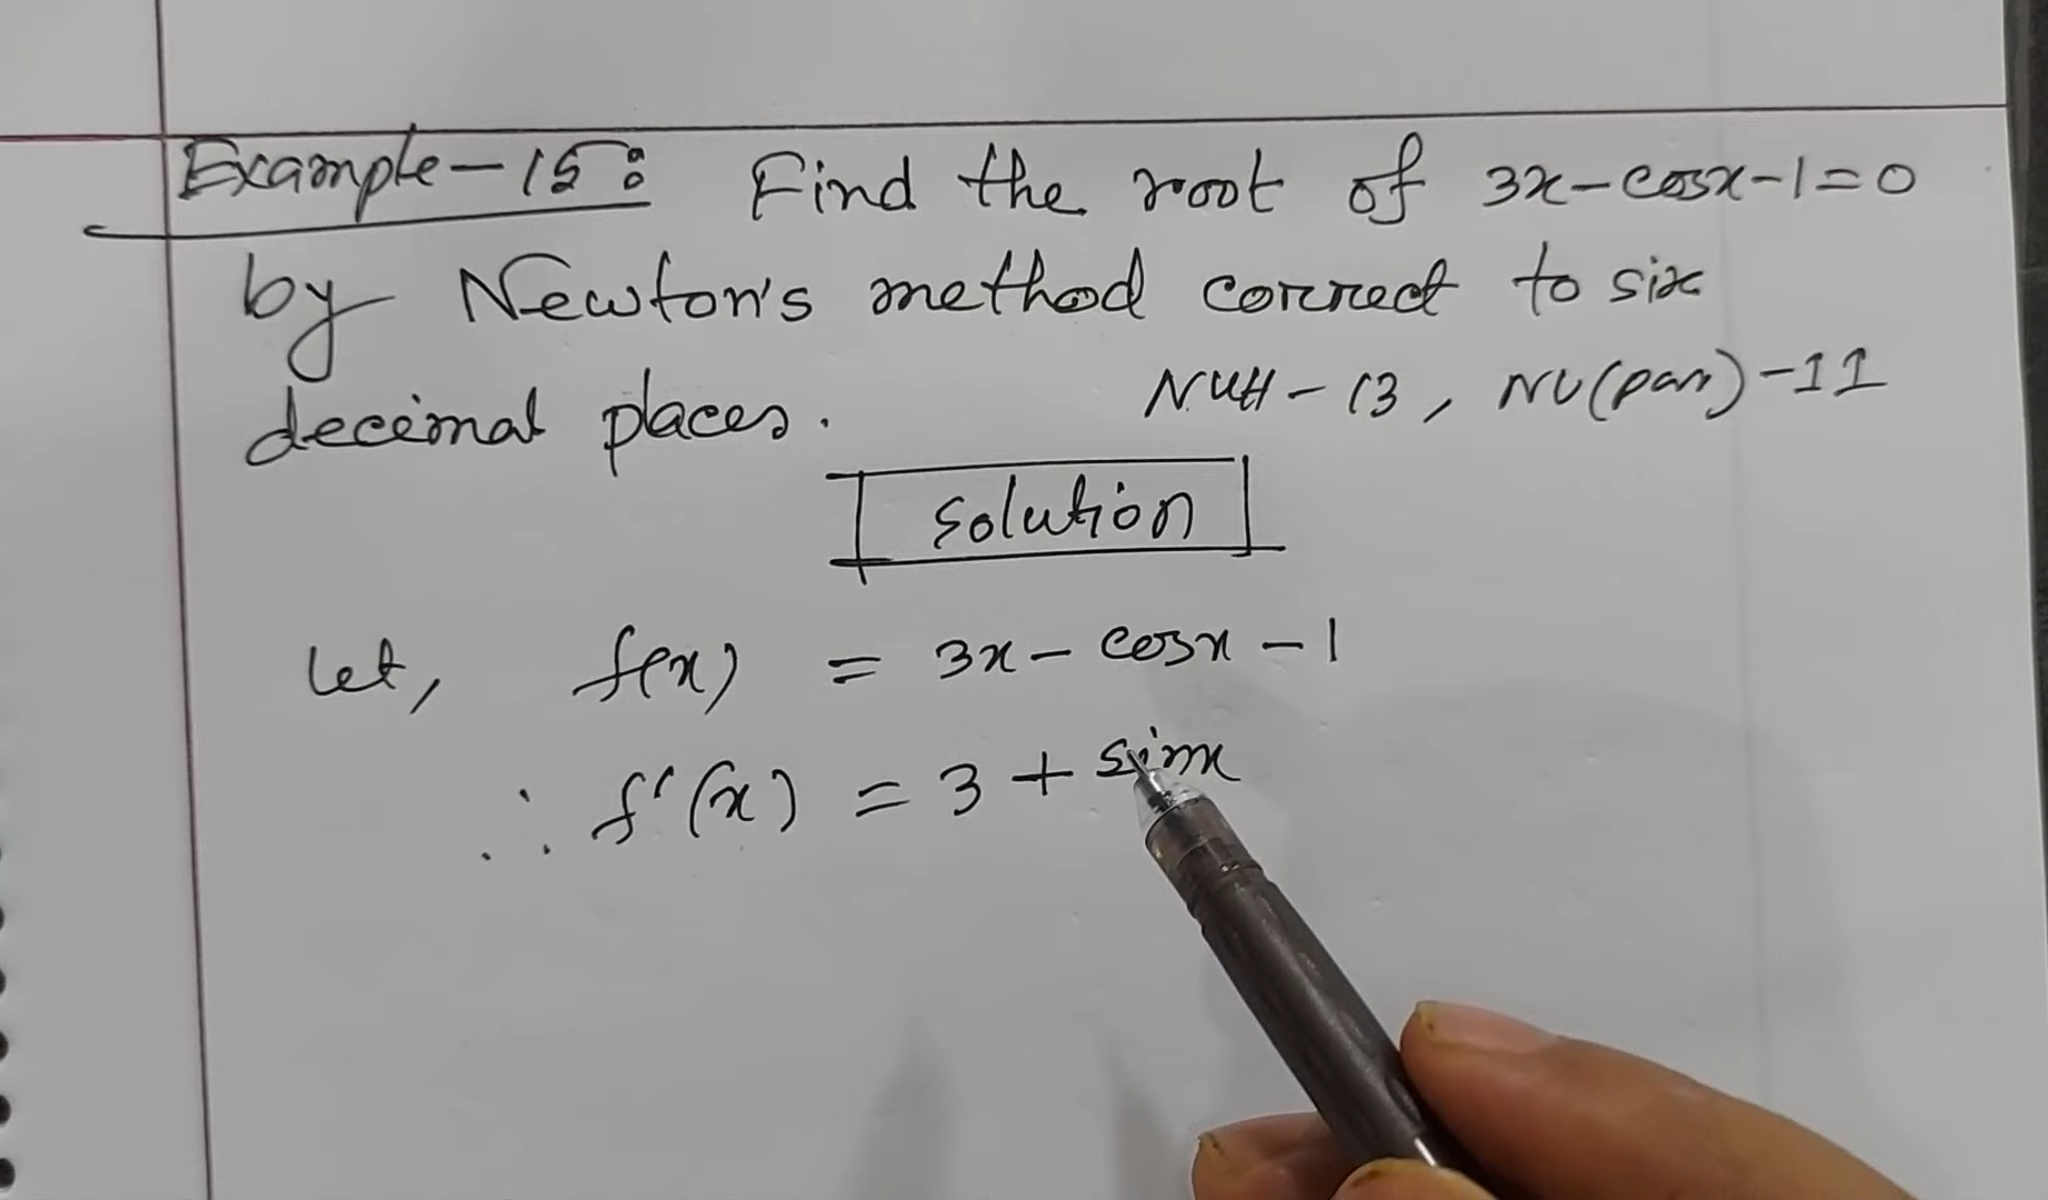 Example-15: Find the root of 3x-cosx-1=0
by Newton's method correct to six
decimal places. NUH-13, NU(pas)-11
Solution
Let, f(x) = 3x - cosx - 1
∴ f'(x) = 3 + sinx